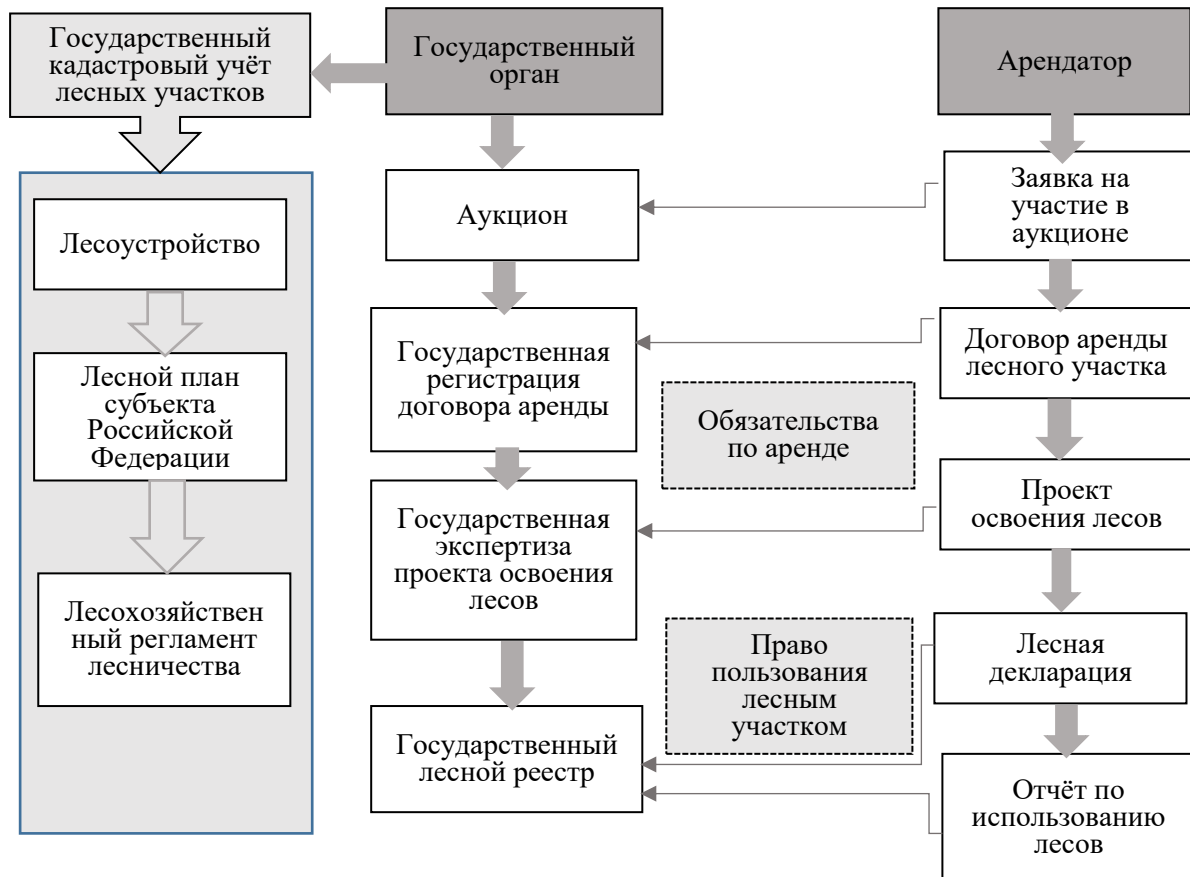 Государственный
кадастровый учёт
лесных участков
Государственный
орган
Арендатор
Лесоустройство
Лесной план
субъекта
Российской
Федерации
Лесохозяйствен
ный регламент
лесничества
Аукцион
Государственная
регистрация
договора аренды
Государственная
экспертиза
проекта освоения
лесов
Государственный
лесной реестр
Обязательства
по аренде
Право
пользования
лесным
участком
Заявка на
участие в
аукционе
Договор аренды
лесного участка
Проект
освоения лесов
Лесная
декларация
Отчёт по
использованию
лесов